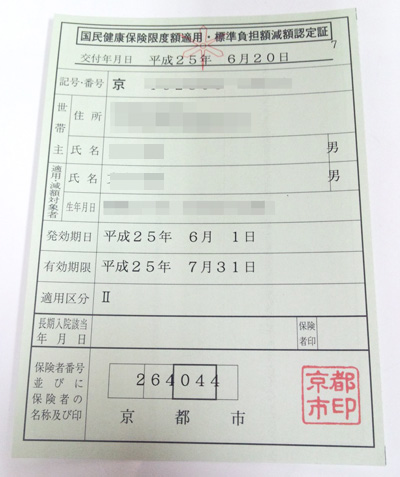 国民健康保険限度額適用・標準負担額減額認定証
7
交付年月日 平成25年 6月20日
記号・番号 京
世帯主 住所
氏名 男
適用・減額対象者 氏名 男
生年月日
発効期日 平成25年 6月 1日
有効期限 平成25年 7月31日
適用区分 Ⅱ
長期入院該当 保険
年月日 者印
保険者番号
並びに 264044
保険者の
名称及び印 京都市
京都
市印